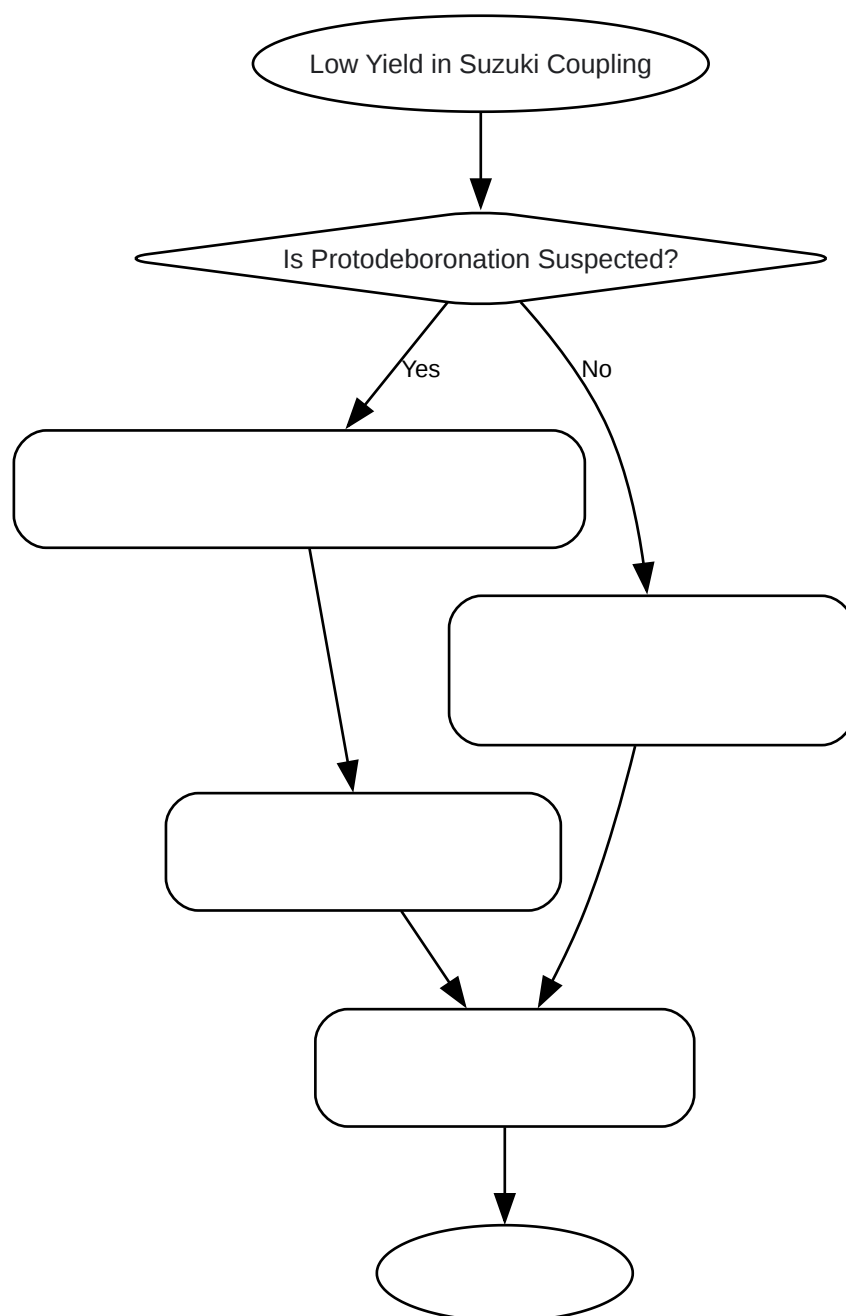 Low Yield in Suzuki Coupling
Is Protodeboronation Suspected?
Yes
No